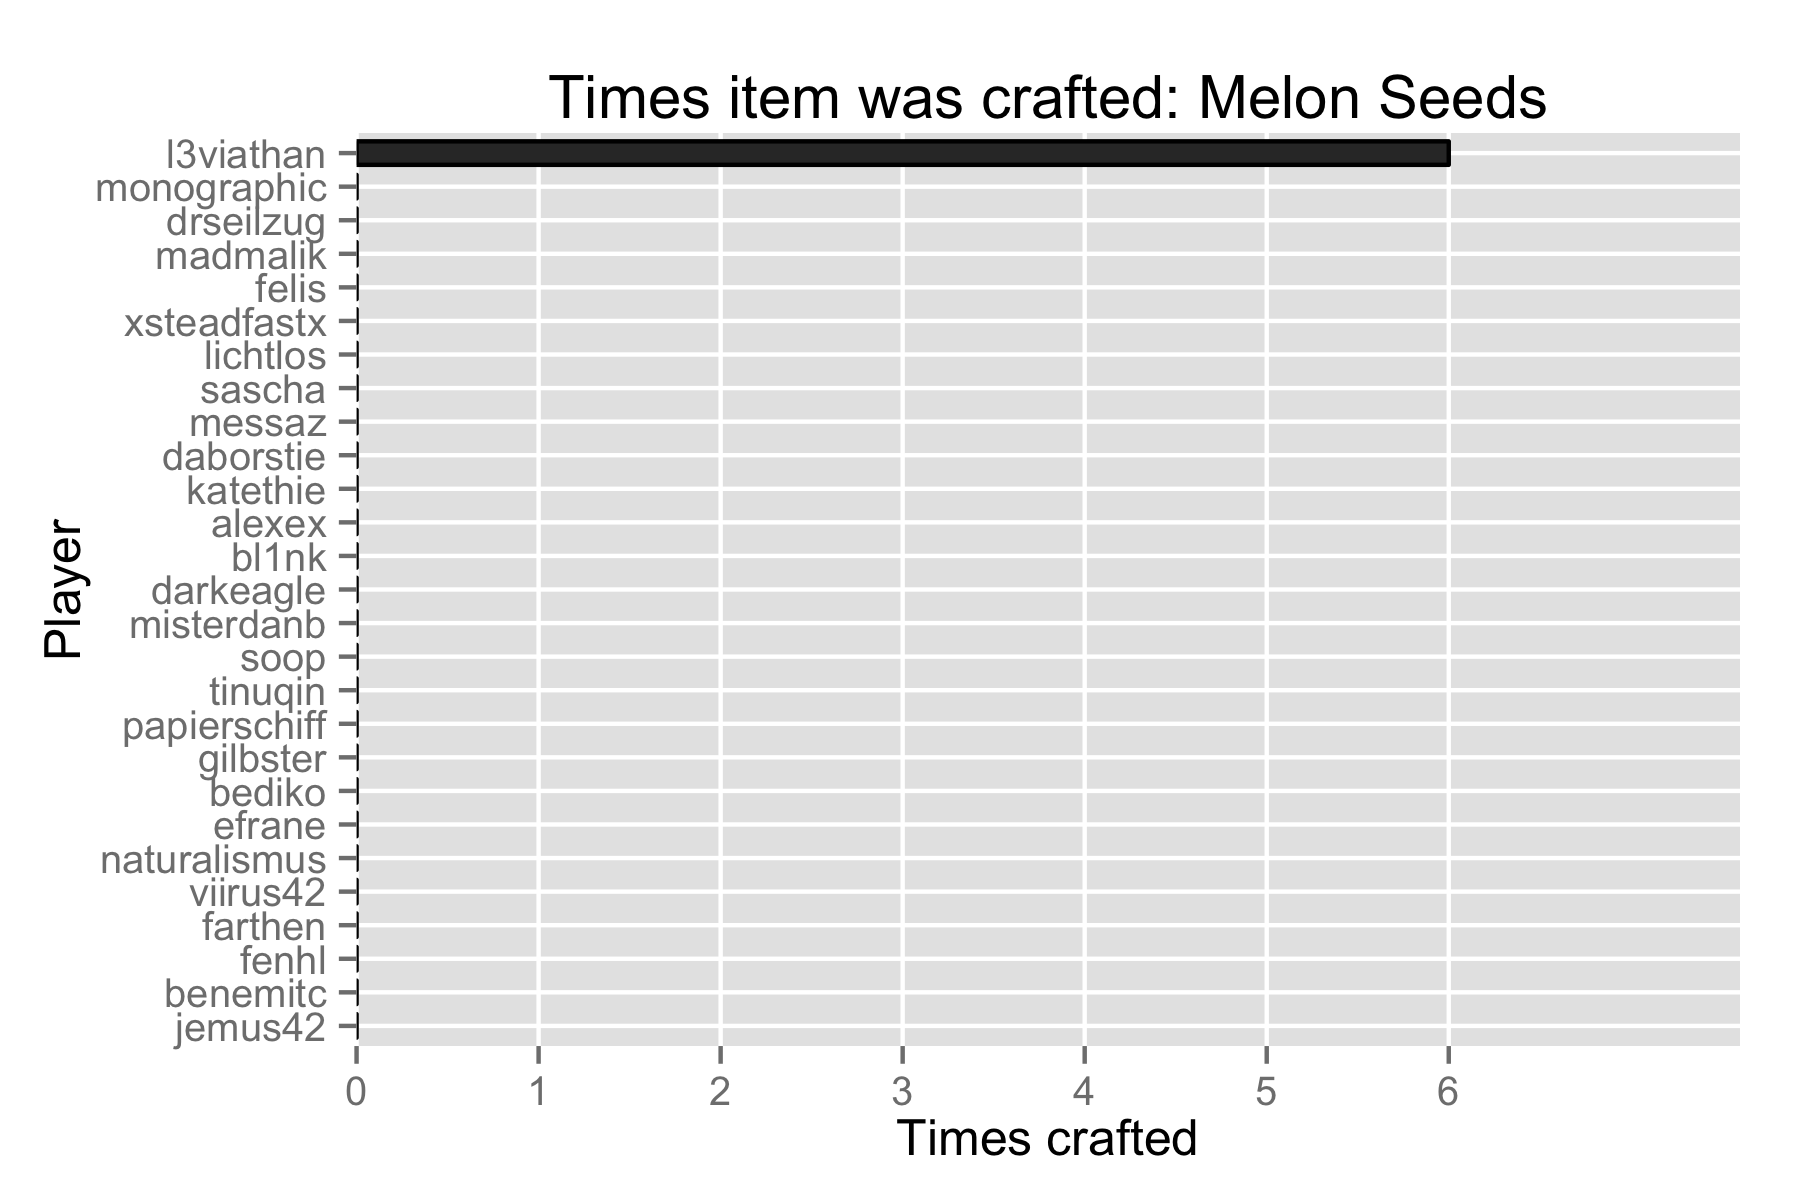 Times item was crafted: Melon Seeds
l3viathan
monographic
drseilzug
madmalik
felis
xsteadfastx
lichtlos
sascha
messaz
daborstie
katethie
alexex
bl1nk
darkeagle
misterdanb
soop
tinuqin
papierschiff
gilbster
bediko
efrane
naturalismus
viirus42
farthen
fenhl
benemitc
jemus42
Player
0 1 2 3 4 5 6
Times crafted